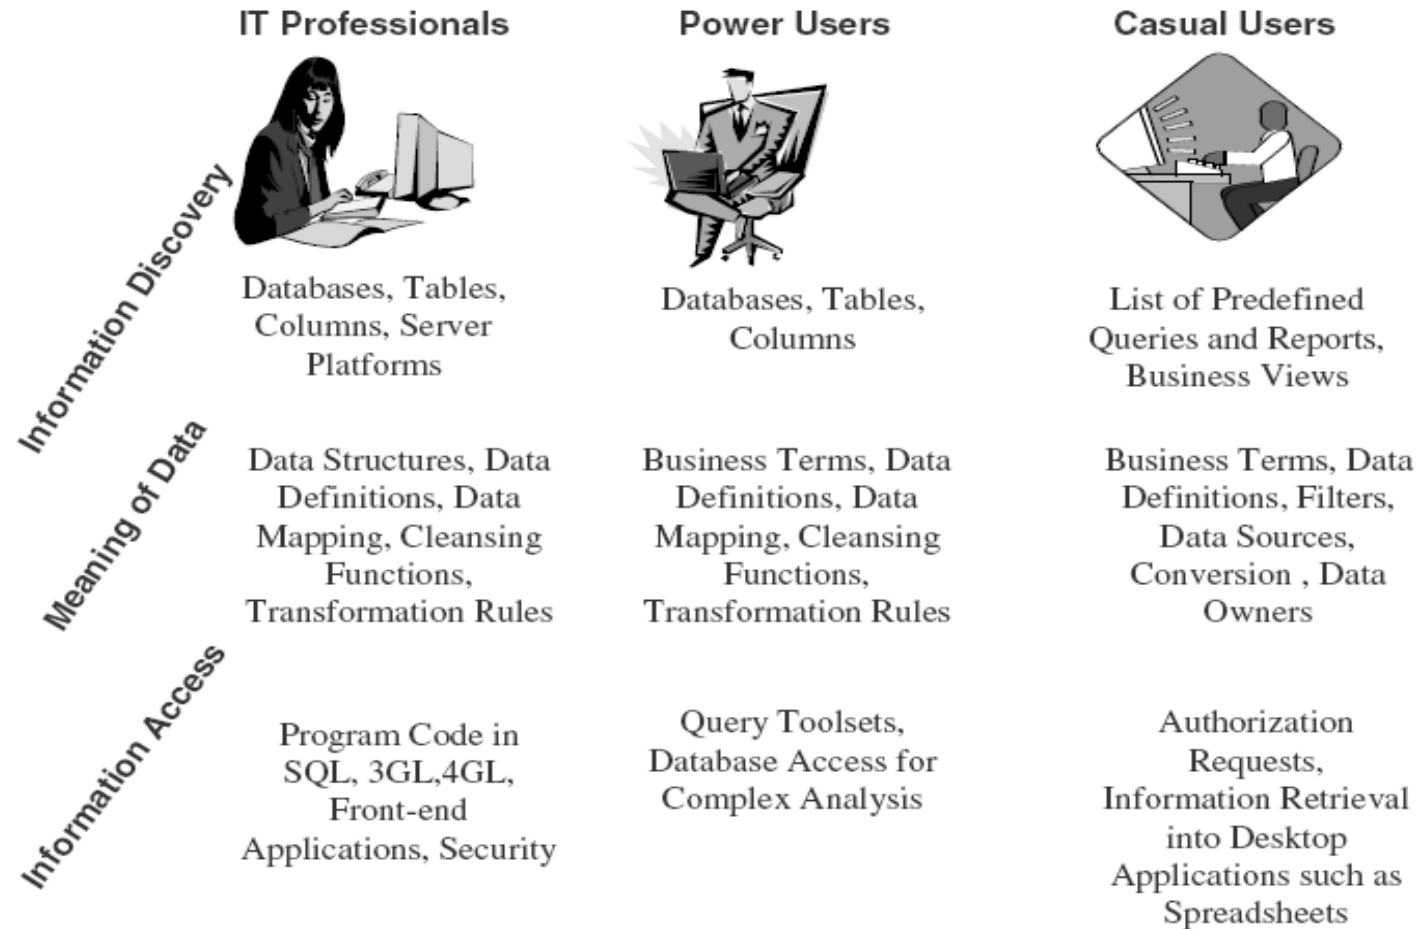 IT Professionals
Power Users
Casual Users
Information Discovery
Databases, Tables,
Columns, Server
Platforms
Databases, Tables,
Columns
List of Predefined
Queries and Reports,
Business Views
Meaning of Data
Data Structures, Data
Definitions, Data
Mapping, Cleansing
Functions,
Transformation Rules
Business Terms, Data
Definitions, Data
Mapping, Cleansing
Functions,
Transformation Rules
Business Terms, Data
Definitions, Filters,
Data Sources,
Conversion , Data
Owners
Information Access
Program Code in
SQL, 3GL,4GL,
Front-end
Applications, Security
Query Toolsets,
Database Access for
Complex Analysis
Authorization
Requests,
Information Retrieval
into Desktop
Applications such as
Spreadsheets